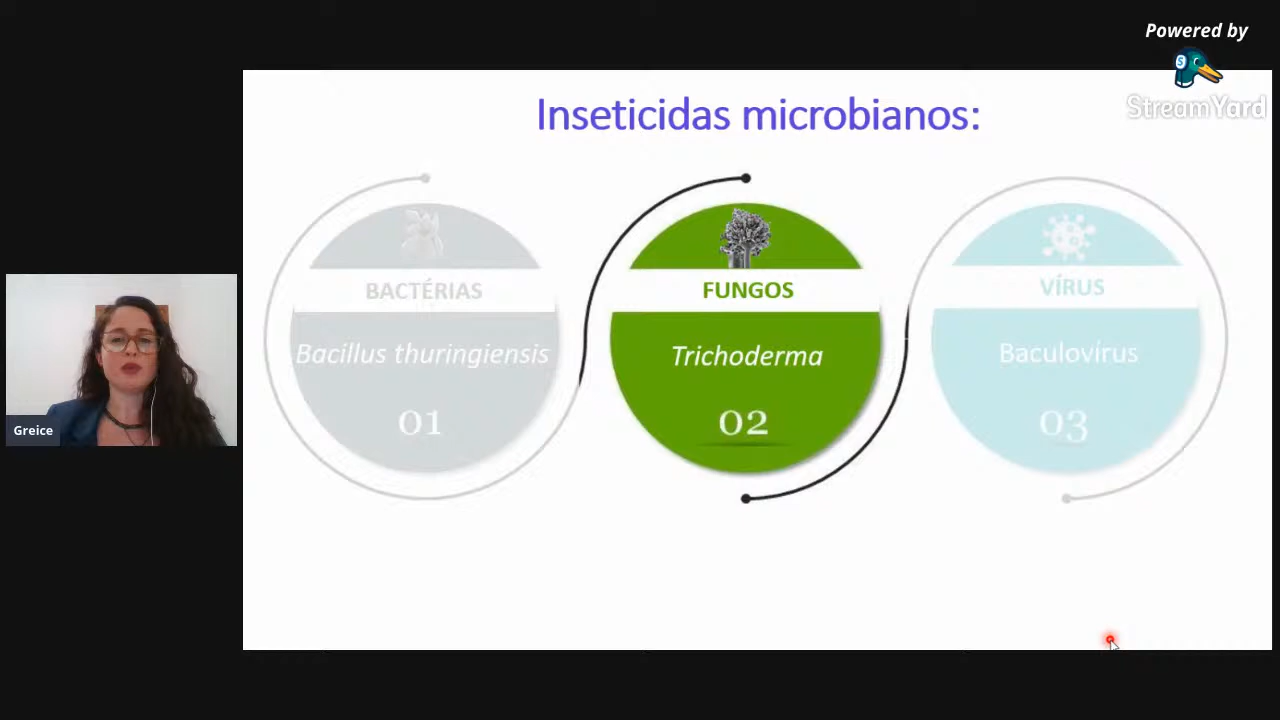 Powered by
StreamYard
Inseticidas microbianos:
BACTÉRIAS
Bacillus thuringiensis
01
FUNGOS
Trichoderma
02
VÍRUS
Baculovírus
03
Greice